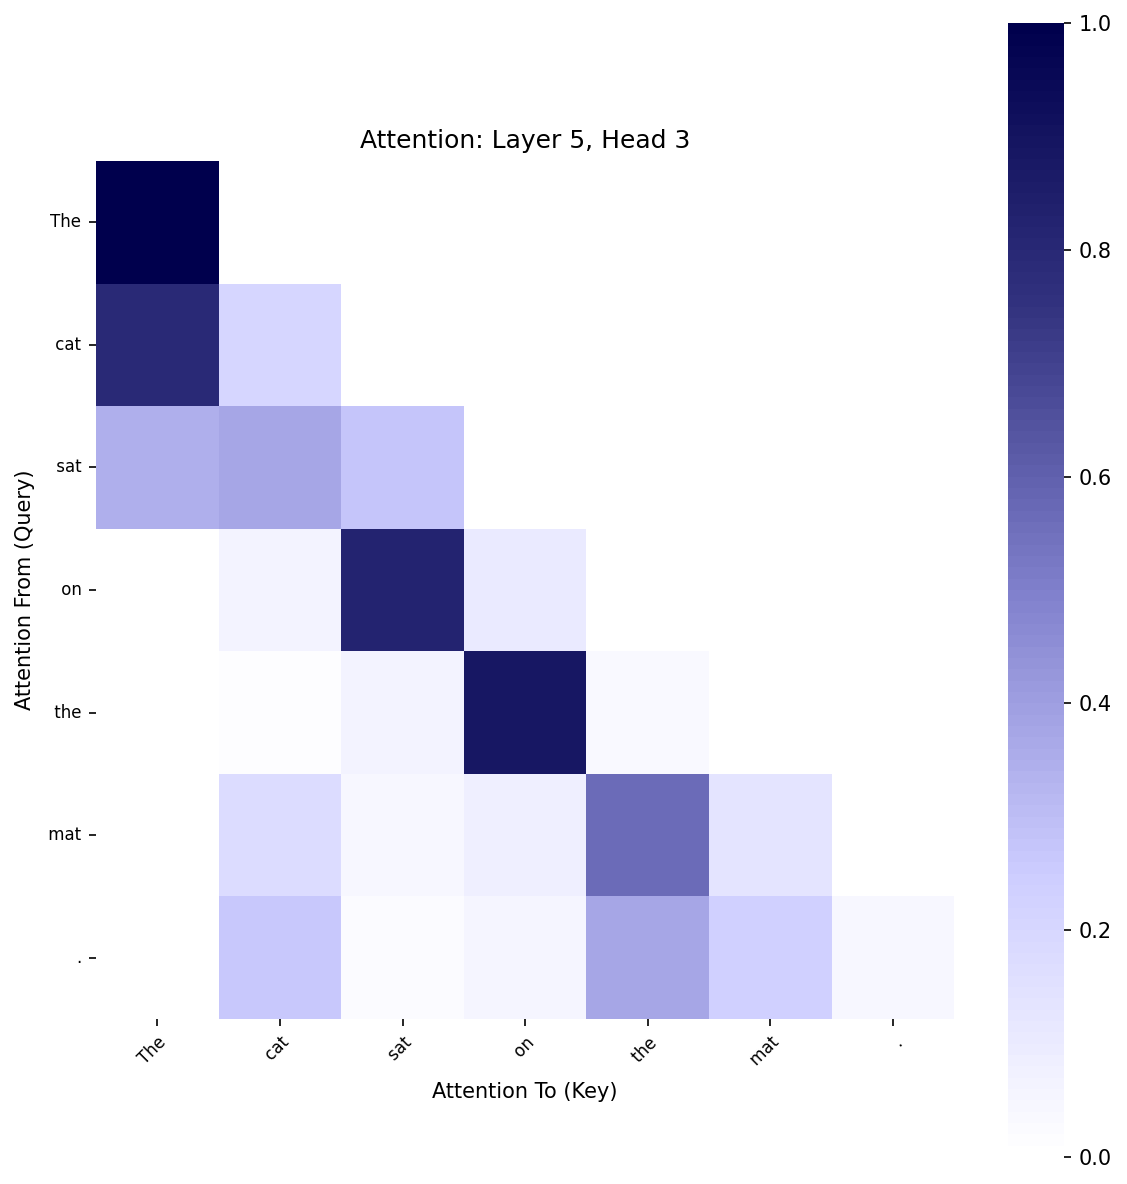 Attention: Layer 5, Head 3
The
cat
sat
on
the
mat
.
Attention From (Query)
The
cat
sat
on
the
mat
.
Attention To (Key)
1.0
0.8
0.6
0.4
0.2
0.0